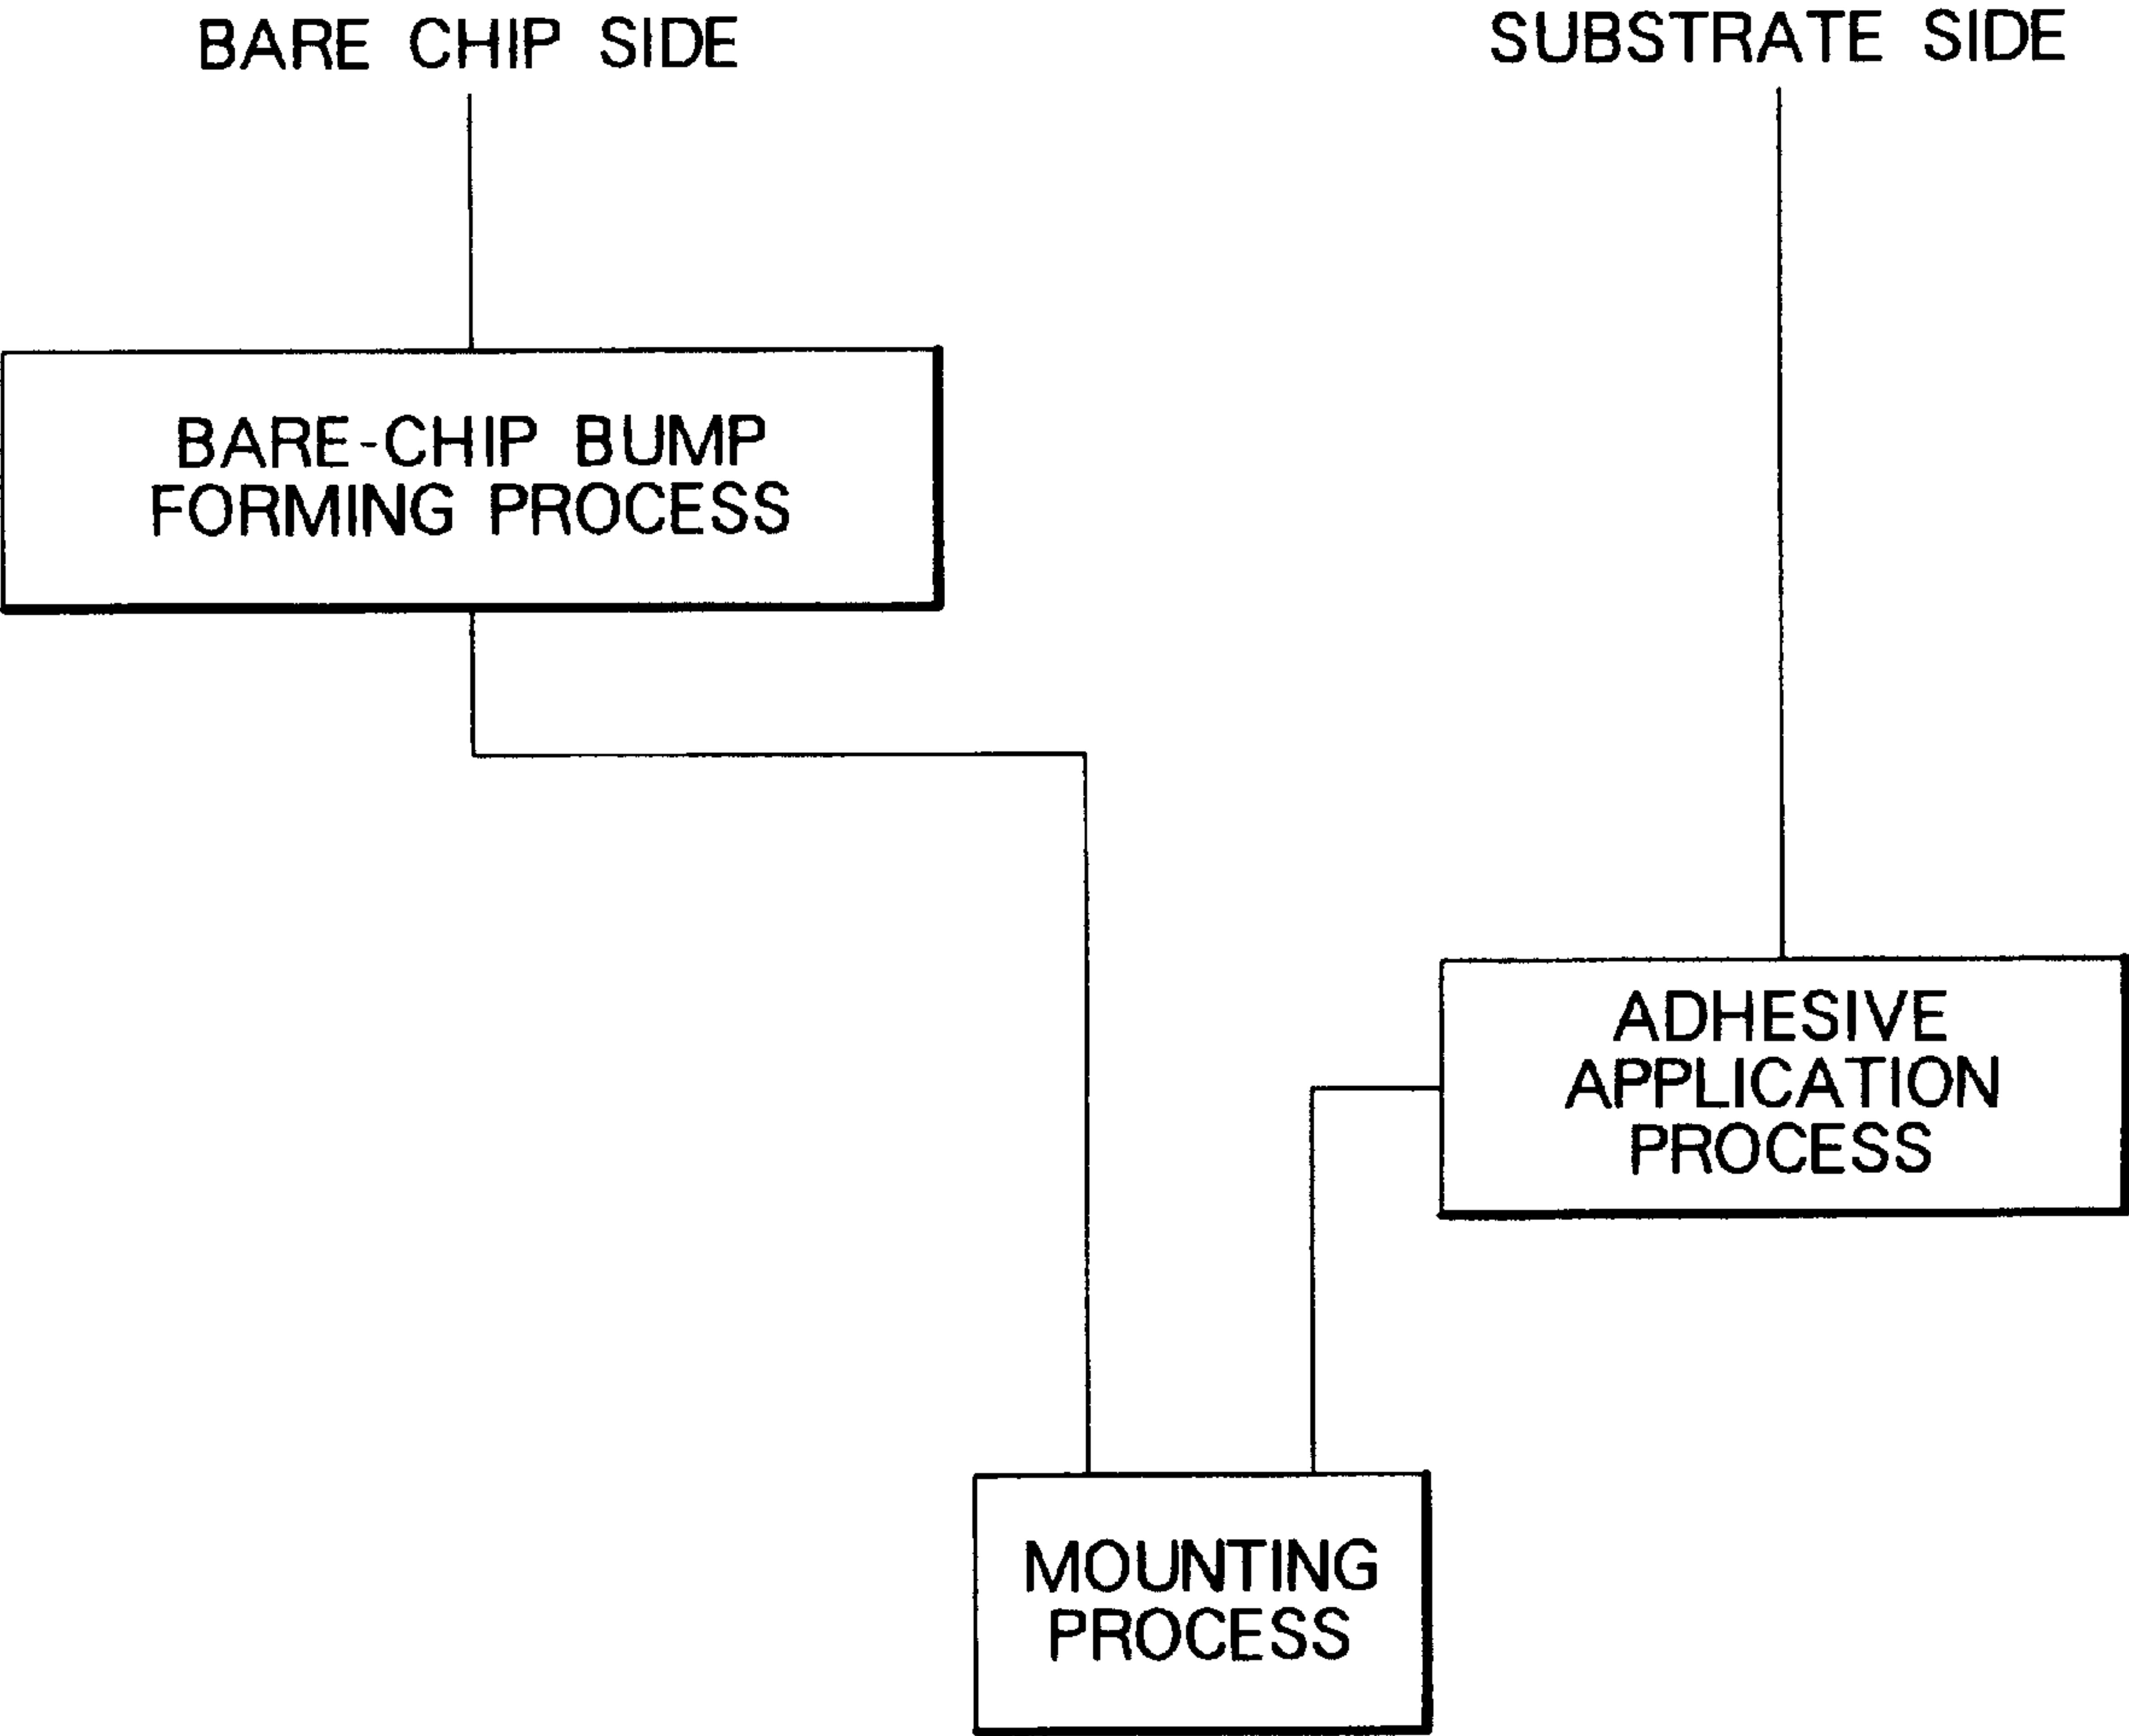 BARE CHIP SIDE
SUBSTRATE SIDE
BARE-CHIP BUMP
FORMING PROCESS
ADHESIVE
APPLICATION
PROCESS
MOUNTING
PROCESS